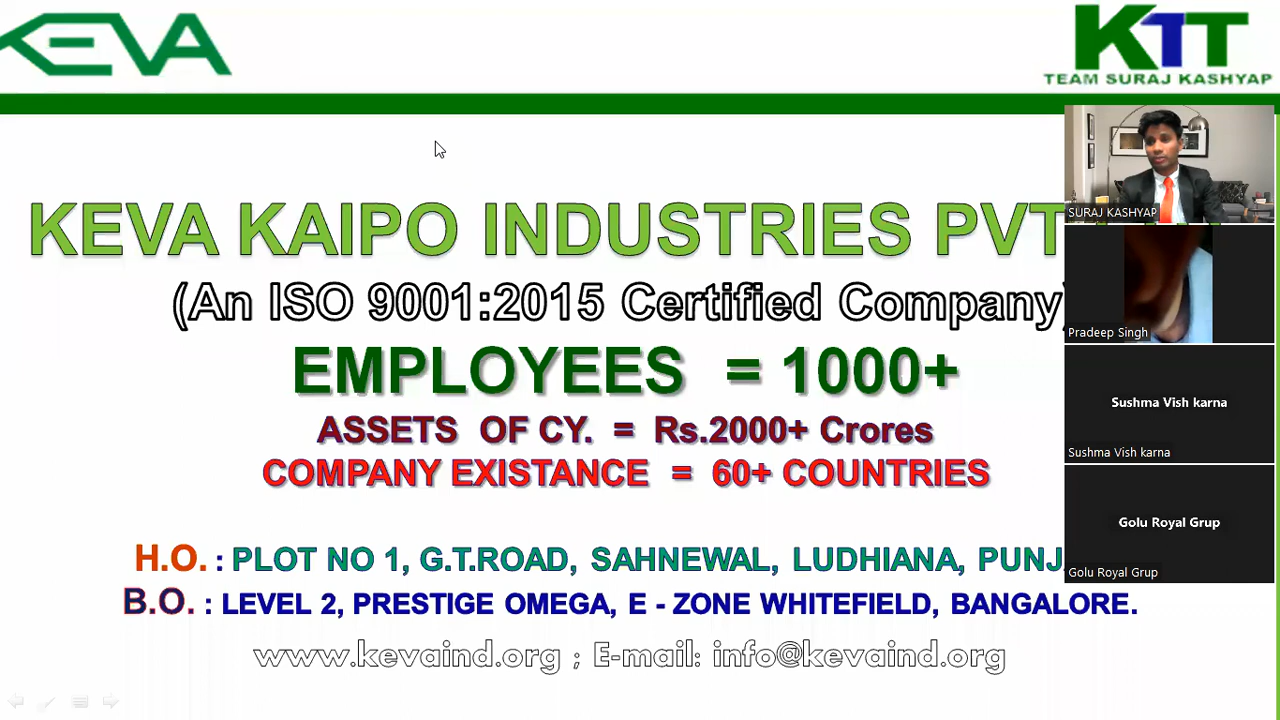 KEVA
KTT
TEAM SURAJ KASHYAP
KEVA KAIPO INDUSTRIES PVT
(An ISO 9001:2015 Certified Company)
EMPLOYEES = 1000+
ASSETS OF CY. = Rs.2000+ Crores
COMPANY EXISTANCE = 60+ COUNTRIES
H.O. : PLOT NO 1, G.T.ROAD, SAHNEWAL, LUDHIANA, PUNJ
B.O. : LEVEL 2, PRESTIGE OMEGA, E - ZONE WHITEFIELD, BANGALORE.
www.kevaind.org ; E-mail: info@kevaind.org
SURAJ KASHYAP
Pradeep Singh
Sushma Vish karna
Sushma Vish karna
Golu Royal Grup
Golu Royal Grup